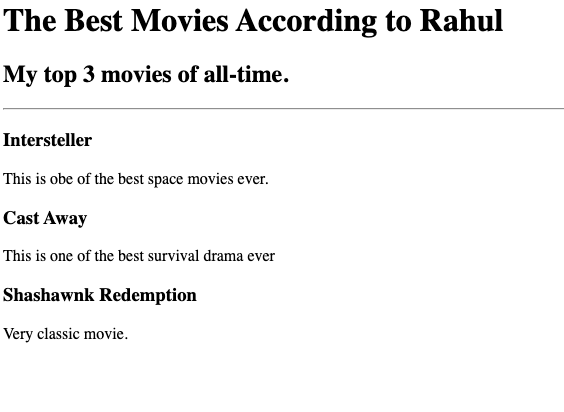 The Best Movies According to Rahul
My top 3 movies of all-time.
Intersteller
This is obe of the best space movies ever.
Cast Away
This is one of the best survival drama ever
Shashawnk Redemption
Very classic movie.